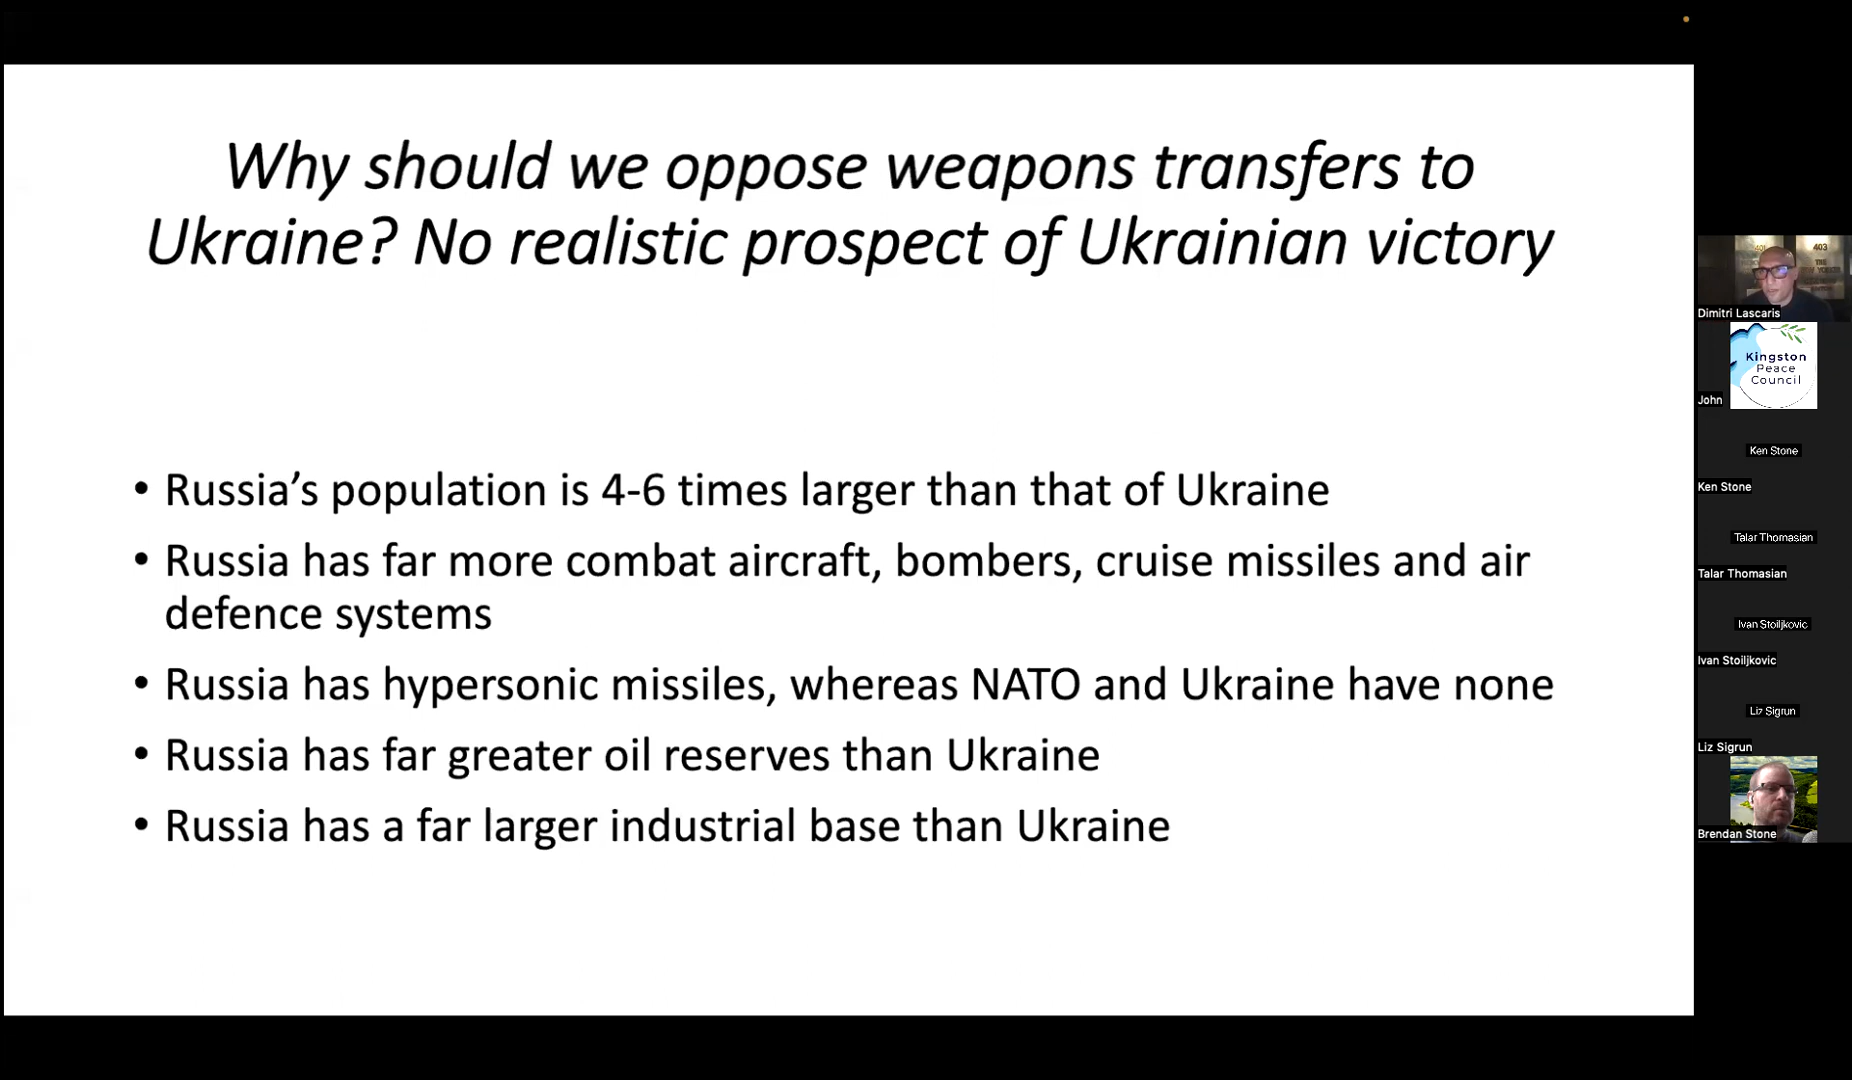 Why should we oppose weapons transfers to
Ukraine? No realistic prospect of Ukrainian victory
• Russia’s population is 4-6 times larger than that of Ukraine
• Russia has far more combat aircraft, bombers, cruise missiles and air
defence systems
• Russia has hypersonic missiles, whereas NATO and Ukraine have none
• Russia has far greater oil reserves than Ukraine
• Russia has a far larger industrial base than Ukraine
403
THE
Dimitri Lascaris
Kingston
Peace
Council
John
Ken Stone
Ken Stone
Talar Thomasian
Talar Thomasian
Ivan Stoiljkovic
Ivan Stoiljkovic
Liz Sigrun
Liz Sigrun
Brendan Stone